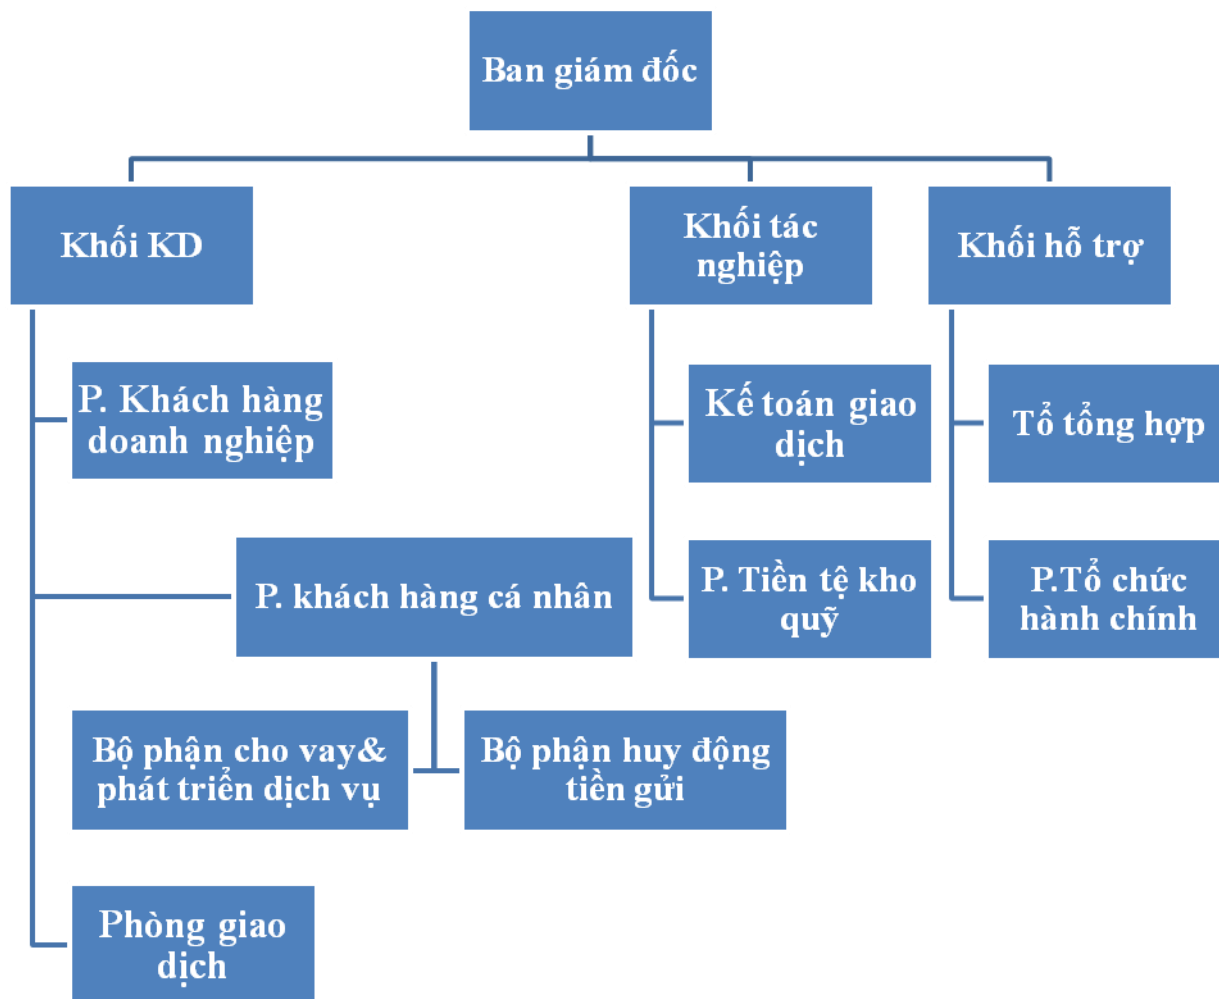 Ban giám đốc
Khối KD
Khối tác
nghiệp
Khối hỗ trợ
P. Khách hàng
doanh nghiệp
Kế toán giao
dịch
Tổ tổng hợp
P. khách hàng cá nhân
P. Tiền tệ kho
quỹ
P.Tổ chức
hành chính
Bộ phận cho vay&
phát triển dịch vụ
Bộ phận huy động
tiền gửi
Phòng giao
dịch